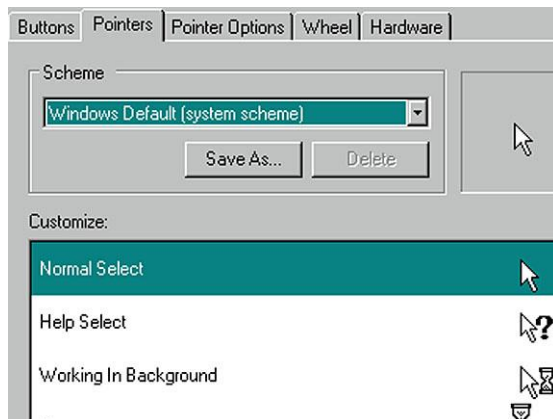 Buttons Pointers Pointer Options Wheel Hardware
Scheme
Windows Default (system scheme)
Save As... Delete
Customize:
Normal Select
Help Select
Working In Background